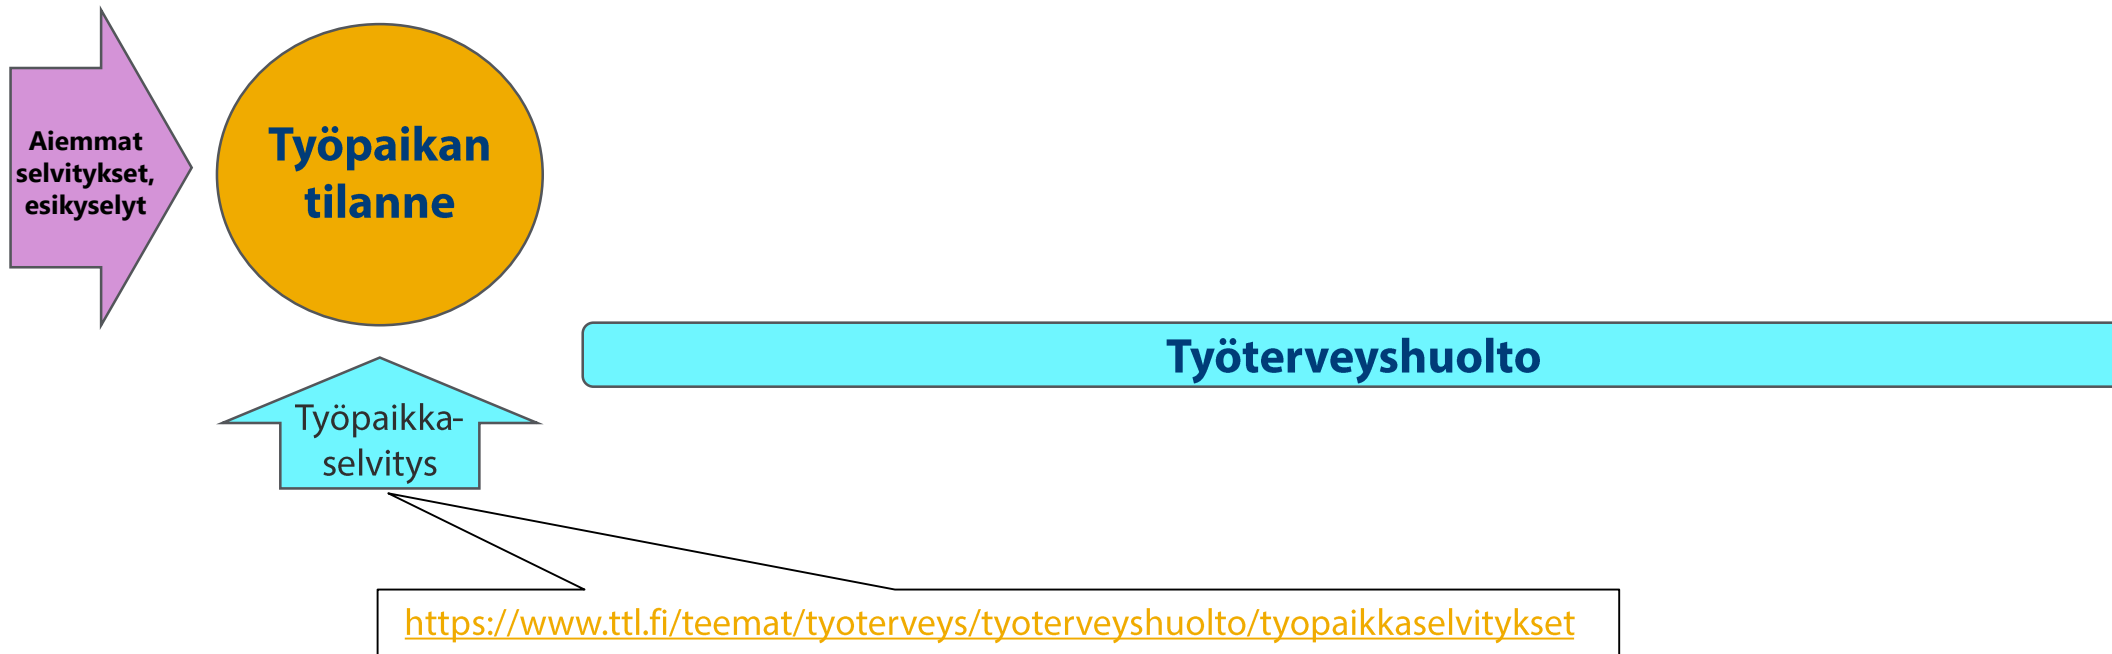 Aiemmat
selvitykset,
esikyselyt
Työpaikan
tilanne
Työterveyshuolto
Työpaikka-
selvitys
https://www.ttl.fi/teemat/tyoterveys/tyoterveyshuolto/tyopaikkaselvitykset